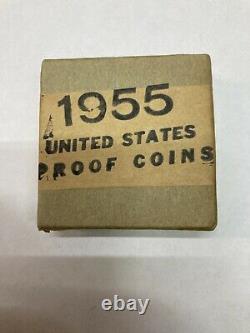 1955
UNITED STATES
PROOF COINS